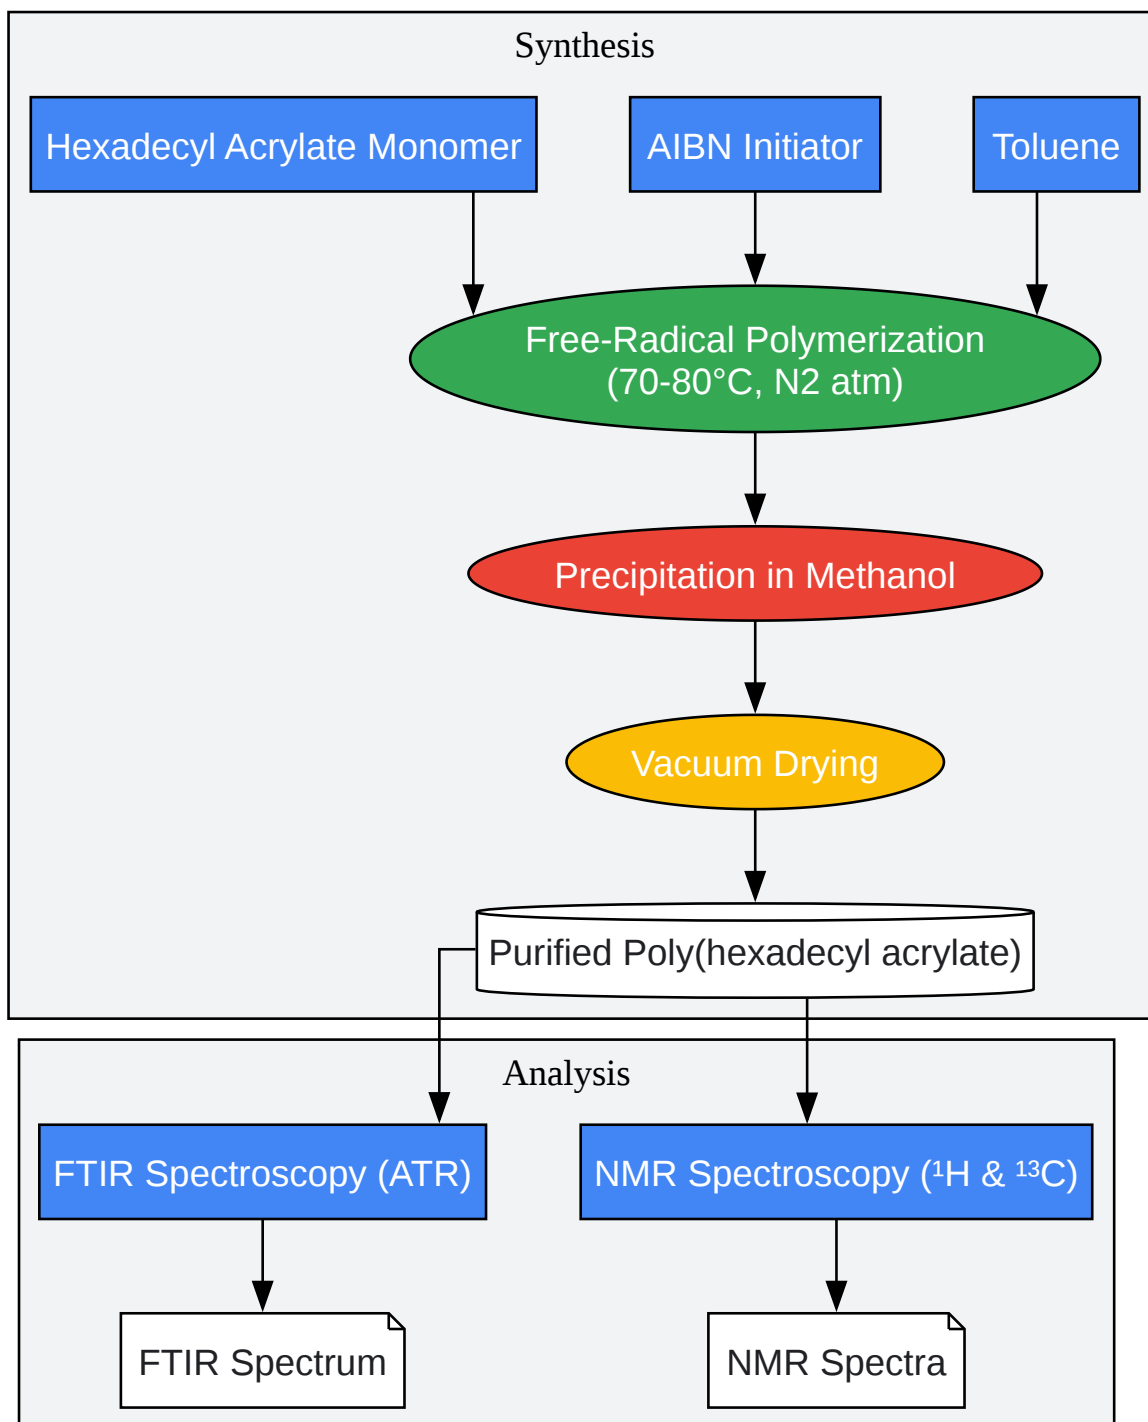 Synthesis
Hexadecyl Acrylate Monomer
AIBN Initiator
Toluene
Free-Radical Polymerization
(70-80°C, N2 atm)
Precipitation in Methanol
Vacuum Drying
Purified Poly(hexadecyl acrylate)
Analysis
FTIR Spectroscopy (ATR)
NMR Spectroscopy (¹H & ¹³C)
FTIR Spectrum
NMR Spectra